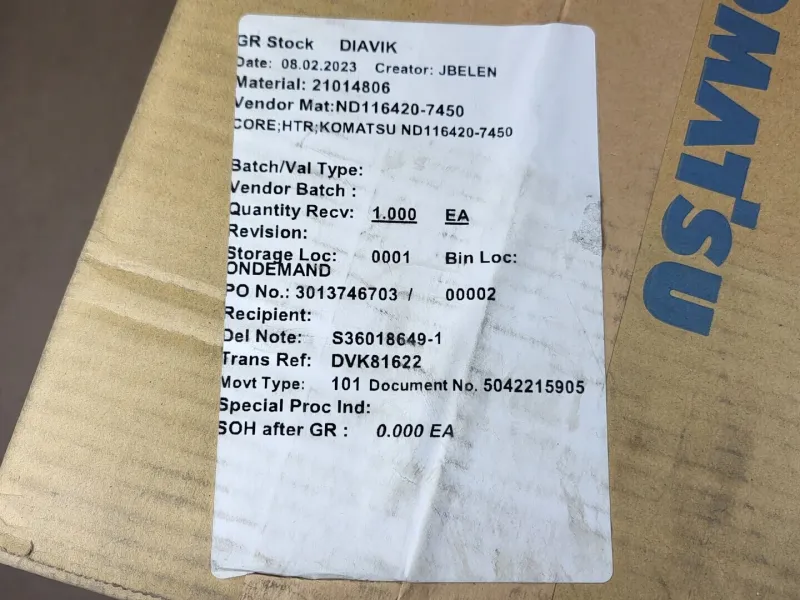 GR Stock DIAVIK
Date: 08.02.2023 Creator: JBELEN
Material: 21014806
Vendor Mat:ND116420-7450
CORE;HTR;KOMATSU ND116420-7450
Batch/Val Type:
Vendor Batch :
Quantity Recv: 1.000 EA
Revision:
Storage Loc: 0001 Bin Loc:
ONDEMAND
PO No.: 3013746703 / 00002
Recipient:
Del Note: S36018649-1
Trans Ref: DVK81622
Movt Type: 101 Document No. 5042215905
Special Proc Ind:
SOH after GR : 0.000 EA
OMATSU